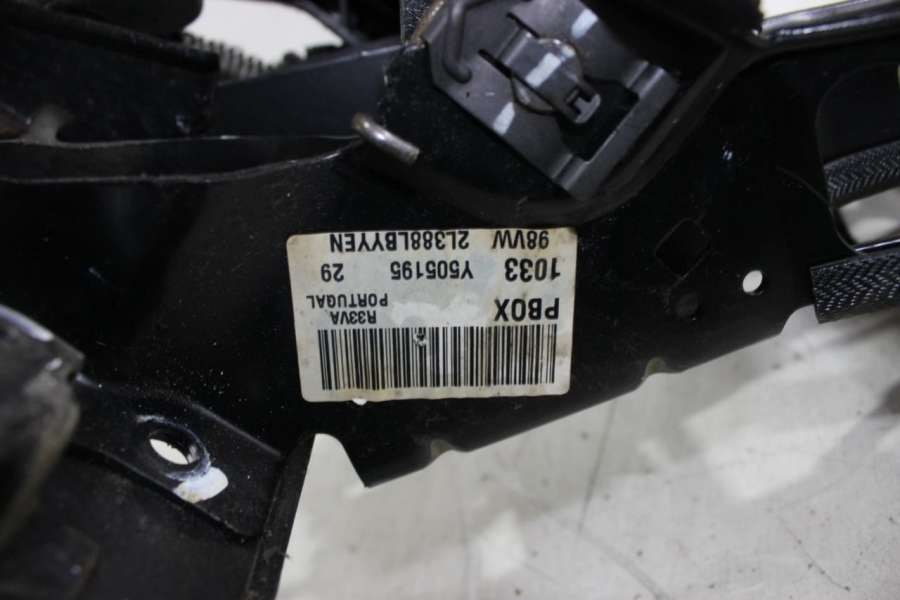 PBOX R33VA
PORTUGAL
1033 Y505195 29
98VW 2L388LBYYEN